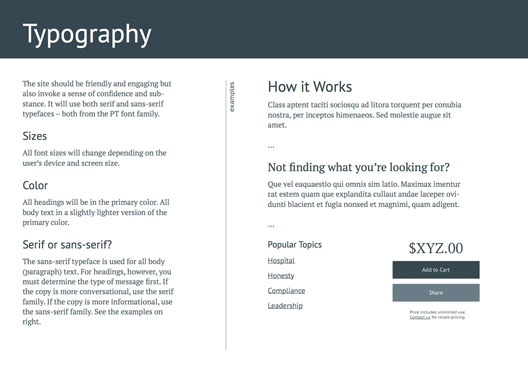 Typography
The site should be friendly and engaging but
also invoke a sense of confidence and sub-
stance. It will use both serif and sans-serif
typefaces – both from the PT font family.
Sizes
All font sizes will change depending on the
user's device and screen size.
Color
All headings will be in the primary color. All
body text in a slightly lighter version of the
primary color.
Serif or sans-serif?
The sans-serif typeface is used for all body
(paragraph) text. For headings, however, you
must determine the type of message first. If
the copy is more conversational, use the serif
family. If the copy is more informational, use
the sans-serif family. See the examples on
right.
examples
How it Works
Class aptent taciti sociosqu ad litora torquent per conubia
nostra, per inceptos himenaeos. Sed molestie augue sit
amet.
...
Not finding what you're looking for?
Que vel eaquaestio qui omnis sim latio. Maximax imentur
rat estem quam que explandita cullaut andae laceper ovi-
dunti blacient et fugia nonsed et magnimi, quam adigent.
...
Popular Topics
Hospital
Honesty
Compliance
Leadership
$XYZ.00
Add to Cart
Share
Price includes unlimited use.
Contact us for resale pricing.